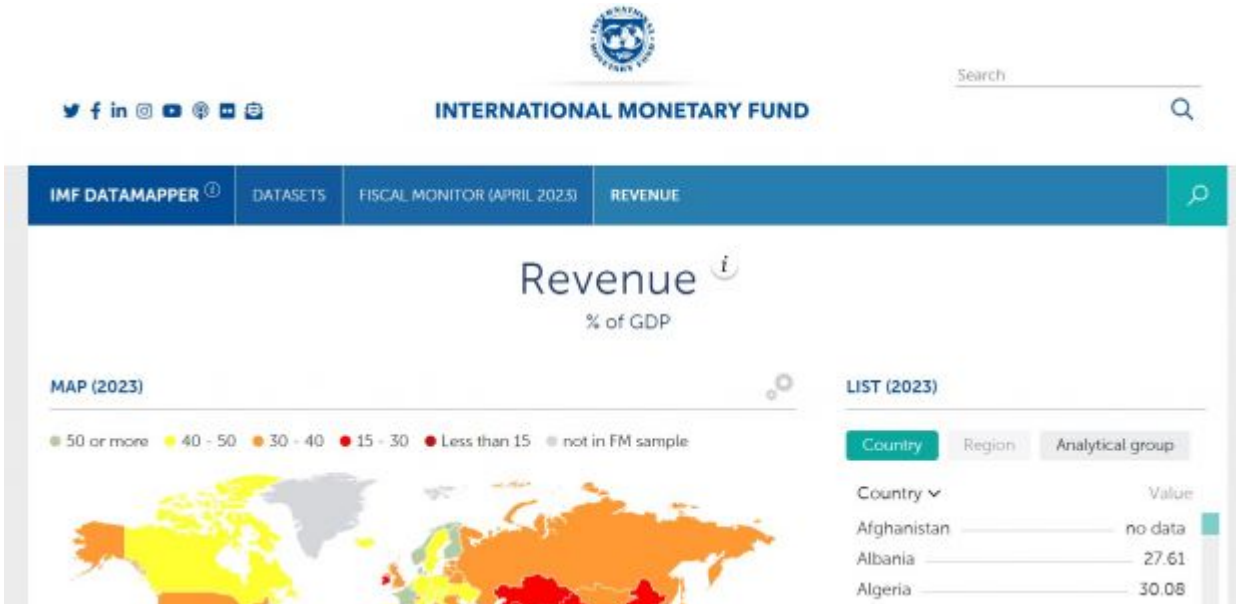 Search
INTERNATIONAL MONETARY FUND
IMF DATAMAPPER i DATASETS FISCAL MONITOR (APRIL 2023) REVENUE
Revenue i
% of GDP
MAP (2023)
LIST (2023)
50 or more 40 - 50 30 - 40 15 - 30 Less than 15 not in FM sample
Country Region Analytical group
Country Value
Afghanistan no data
Albania 27.61
Algeria 30.08